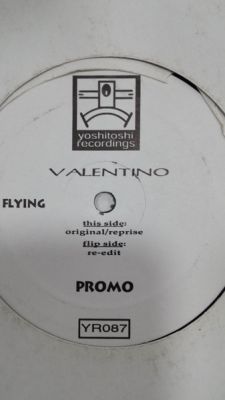 yoshitoshi
recordings
VALENTINO
FLYING
this side:
original/reprise
flip side:
re-edit
PROMO
YR087